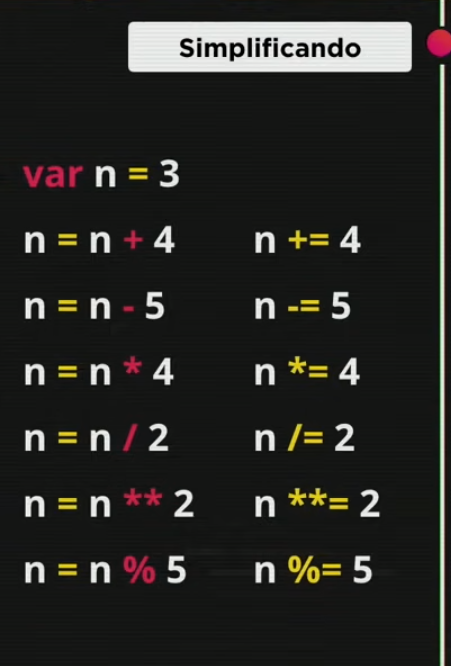 Simplificando
var n = 3
n = n + 4 n += 4
n = n - 5 n -= 5
n = n * 4 n *= 4
n = n / 2 n /= 2
n = n ** 2 n **= 2
n = n % 5 n %= 5